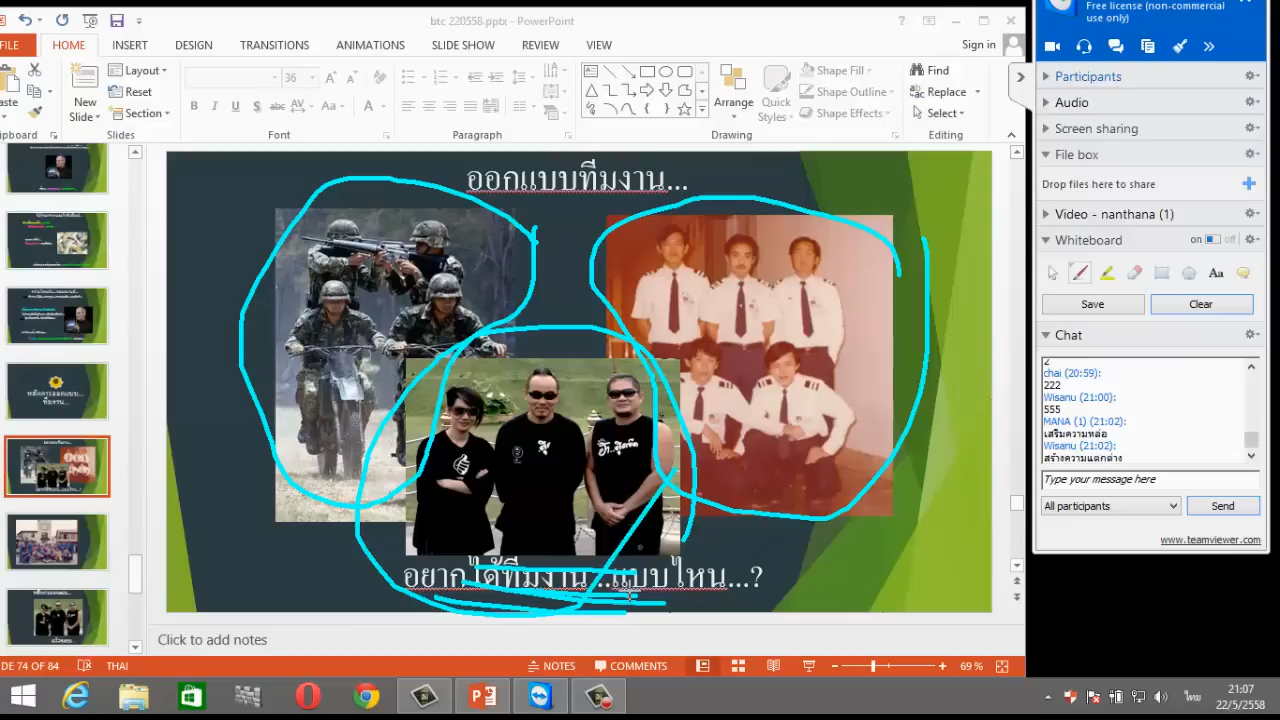 btc 220558.pptx - PowerPoint
FILE HOME INSERT DESIGN TRANSITIONS ANIMATIONS SLIDE SHOW REVIEW VIEW Sign in
New Slide
Layout
Reset
Section
36
Arrange
Quick Styles
Shape Fill
Shape Outline
Shape Effects
Find
Replace
Select
Slides Font Paragraph Drawing Editing
ออกแบบทีมงาน...
อยากได้ทีมงาน...แบบไหน...?
Click to add notes
DE 74 OF 84 THAI NOTES COMMENTS 69 %
Free license (non-commercial
use only)
Participants
Audio
Screen sharing
File box
Drop files here to share
Video - nanthana (1)
Whiteboard on off
Aa
Save Clear
Chat
2
chai (20:59):
222
Wisanu (21:00):
555
MANA (1) (21:02):
เสริมความหล่อ
Wisanu (21:02):
สร้างความแตกต่าง
Type your message here
All participants Send
www.teamviewer.com
21:07
22/5/2558